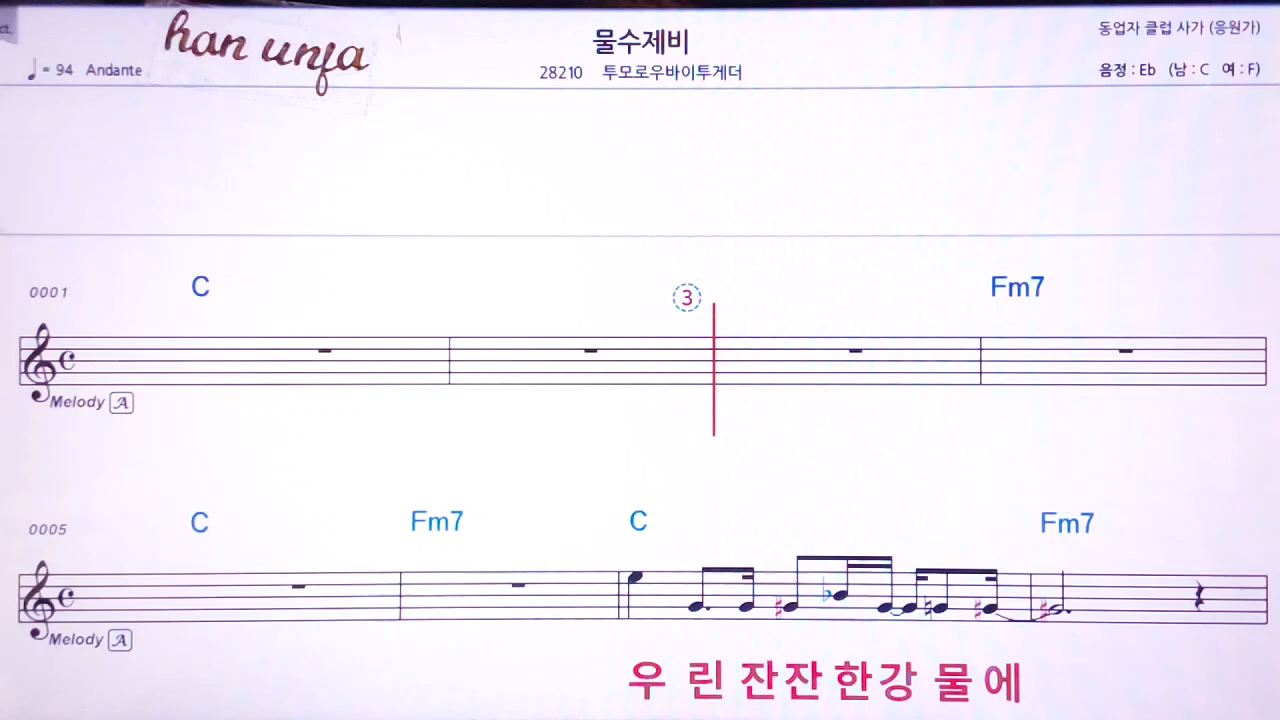 han unja
물수제비
동업자 클럽 사가 (응원가)
♩ = 94 Andante
28210 투모로우바이투게더
음정 : Eb (남 : C 여 : F)
C
3
Fm7
0001
Melody A
C
Fm7
C
Fm7
0005
Melody A
우 린 잔잔 한강 물 에